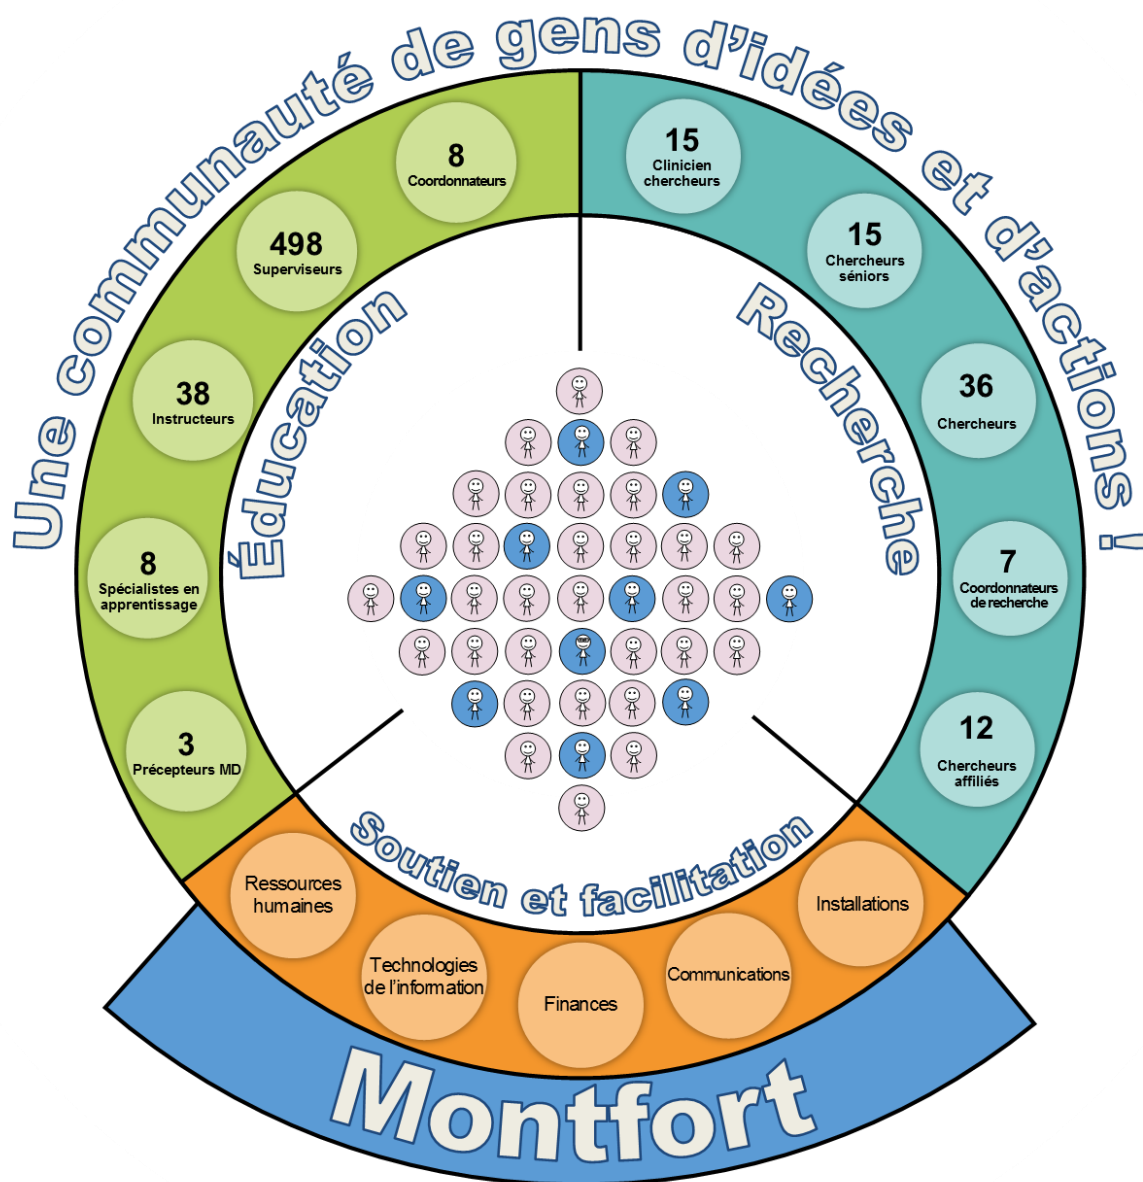 Une communauté de gens d'idées et d'actions !
Éducation
8
Coordonnateurs
498
Superviseurs
38
Instructeurs
8
Spécialistes en
apprentissage
3
Précepteurs MD
Recherche
15
Clinicien
chercheurs
15
Chercheurs
séniors
36
Chercheurs
7
Coordonnateurs
de recherche
12
Chercheurs
affiliés
Soutien et facilitation
Ressources
humaines
Technologies
de l'information
Finances
Communications
Installations
Montfort